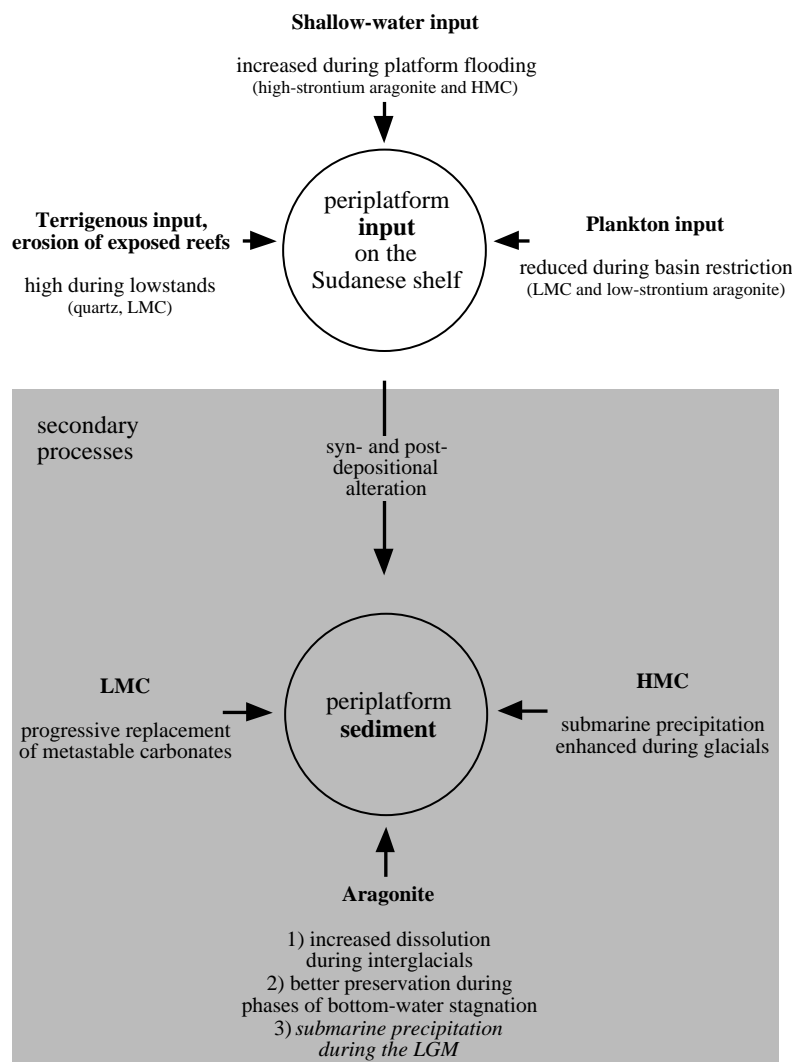 Shallow-water input
increased during platform flooding
(high-strontium aragonite and HMC)
periplatform
input
on the
Sudanese shelf
Terrigenous input,
erosion of exposed reefs
high during lowstands
(quartz, LMC)
Plankton input
reduced during basin restriction
(LMC and low-strontium aragonite)
secondary
processes
syn- and post-
depositional
alteration
LMC
progressive replacement
of metastable carbonates
periplatform
sediment
HMC
submarine precipitation
enhanced during glacials
Aragonite
1) increased dissolution
during interglacials
2) better preservation during
phases of bottom-water stagnation
3) submarine precipitation
during the LGM